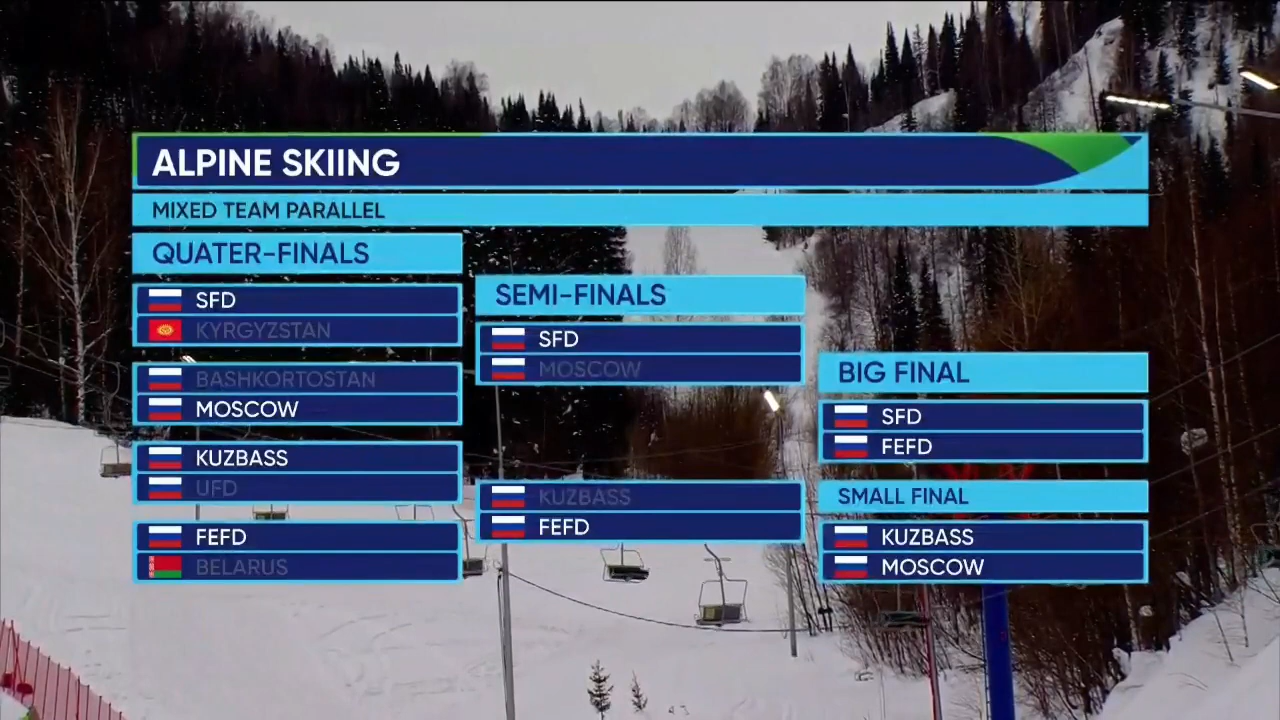 ALPINE SKIING
MIXED TEAM PARALLEL
QUATER-FINALS
SFD
KYRGYZSTAN
BASHKORTOSTAN
MOSCOW
KUZBASS
UFD
FEFD
BELARUS
SEMI-FINALS
SFD
MOSCOW
KUZBASS
FEFD
BIG FINAL
SFD
FEFD
SMALL FINAL
KUZBASS
MOSCOW